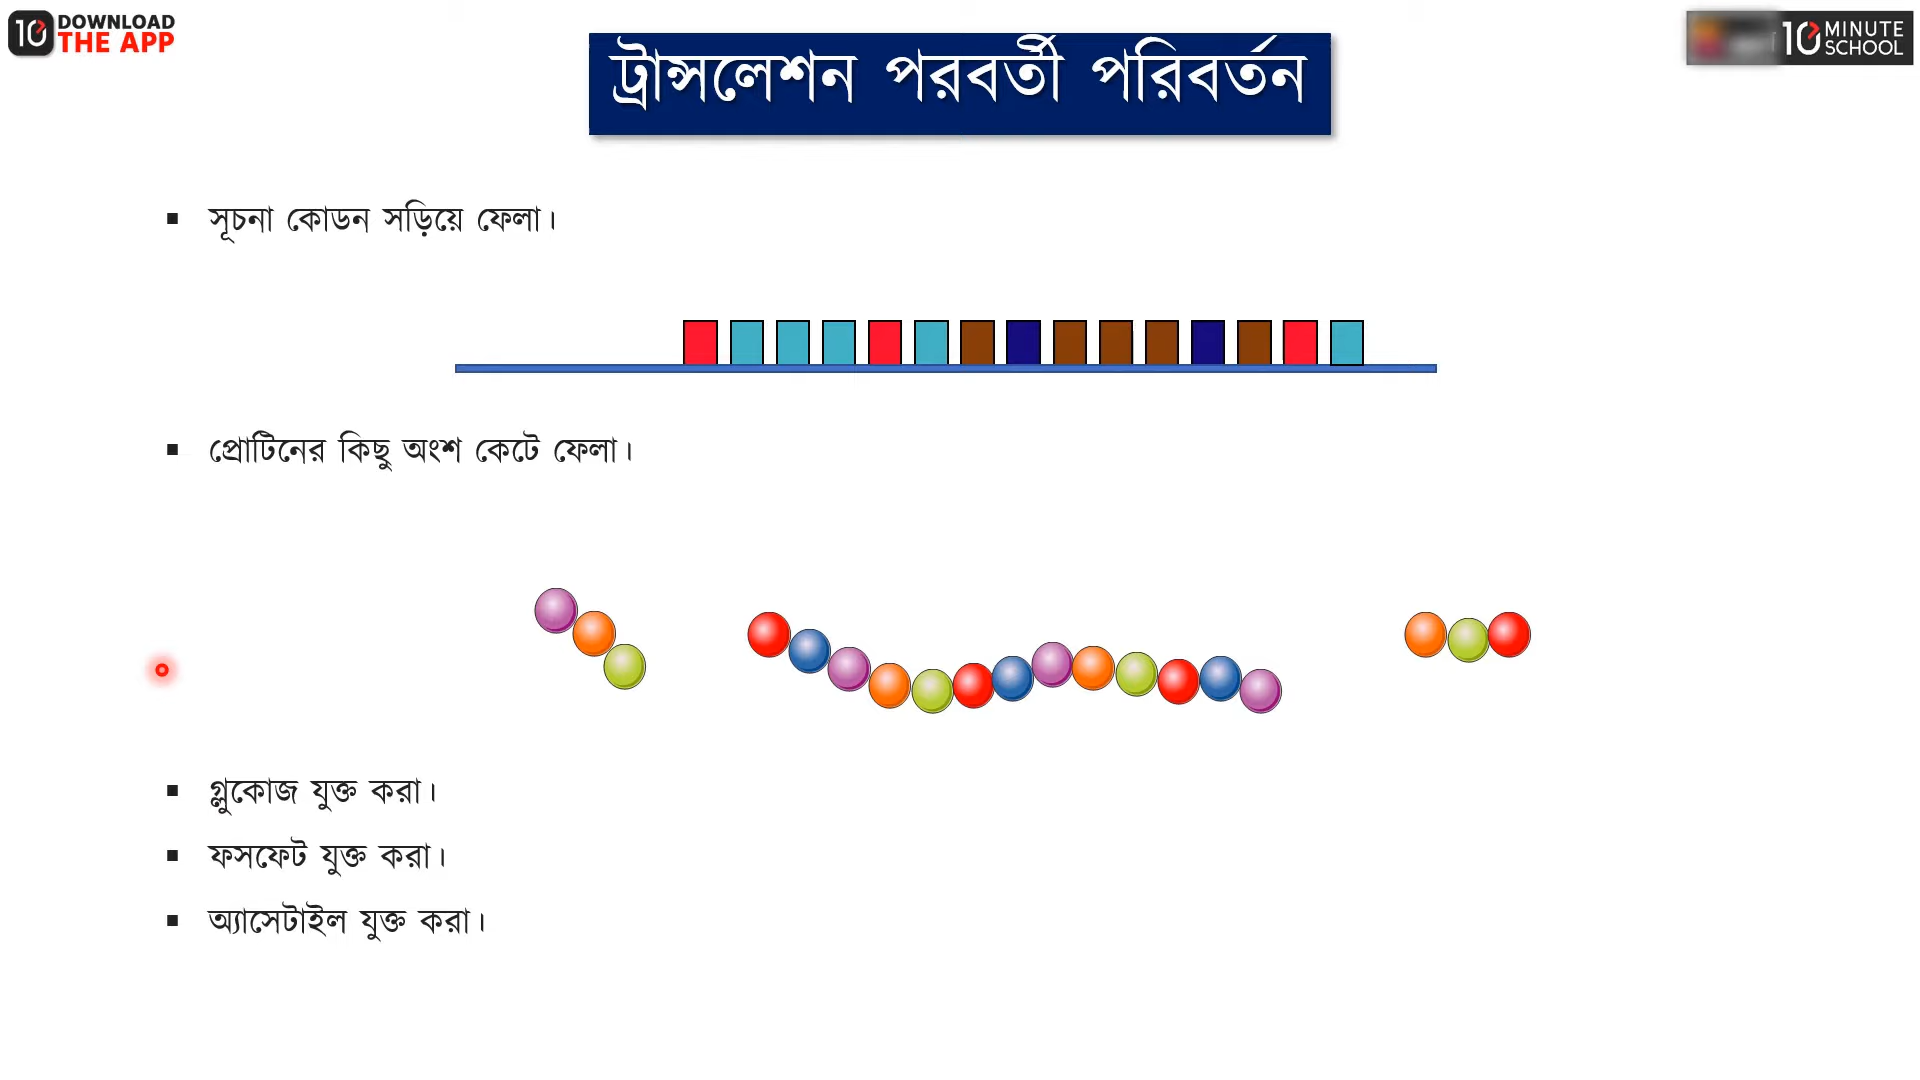 DOWNLOAD
THE APP
10 MINUTE
SCHOOL
ট্রান্সলেশন পরবর্তী পরিবর্তন
সূচনা কোডন সড়িয়ে ফেলা।
প্রোটিনের কিছু অংশ কেটে ফেলা।
গ্লুকোজ যুক্ত করা।
ফসফেট যুক্ত করা।
অ্যাসেটাইল যুক্ত করা।